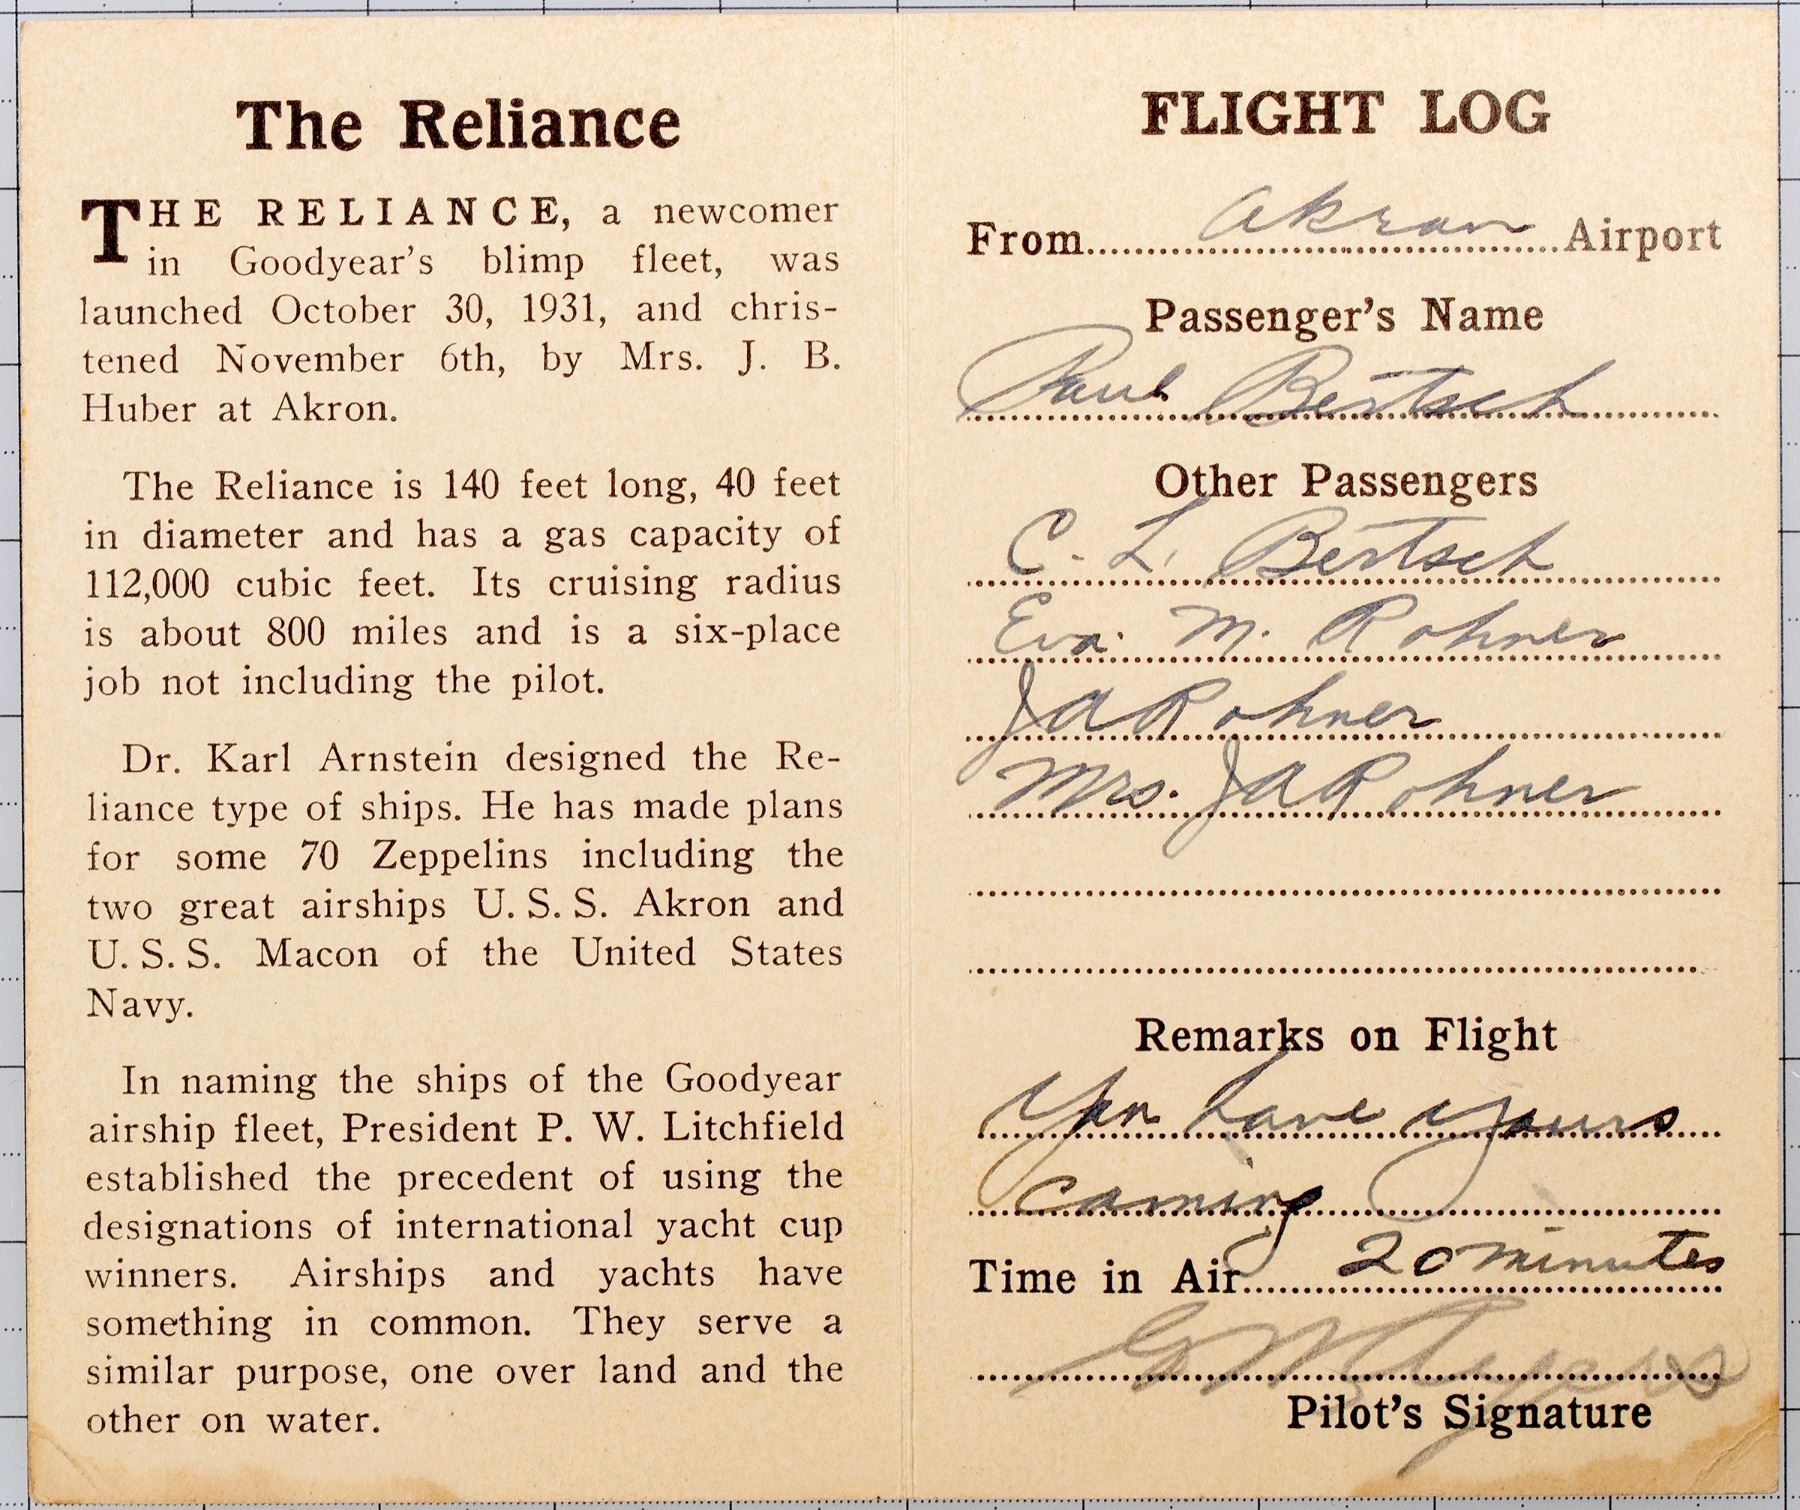 The Reliance
THE RELIANCE, a newcomer
in Goodyear's blimp fleet, was
launched October 30, 1931, and chris-
tened November 6th, by Mrs. J. B.
Huber at Akron.
The Reliance is 140 feet long, 40 feet
in diameter and has a gas capacity of
112,000 cubic feet. Its cruising radius
is about 800 miles and is a six-place
job not including the pilot.
Dr. Karl Arnstein designed the Re-
liance type of ships. He has made plans
for some 70 Zeppelins including the
two great airships U. S. S. Akron and
U. S. S. Macon of the United States
Navy.
In naming the ships of the Goodyear
airship fleet, President P. W. Litchfield
established the precedent of using the
designations of international yacht cup
winners. Airships and yachts have
something in common. They serve a
similar purpose, one over land and the
other on water.
FLIGHT LOG
From Akron Airport
Passenger's Name
Paul Bertsch
Other Passengers
C. L. Bertsch
Eva M. Rohner
JA Rohner
Mrs. JA Rohner
Remarks on Flight
You have yours
coming
Time in Air 20 minutes
Pilot's Signature